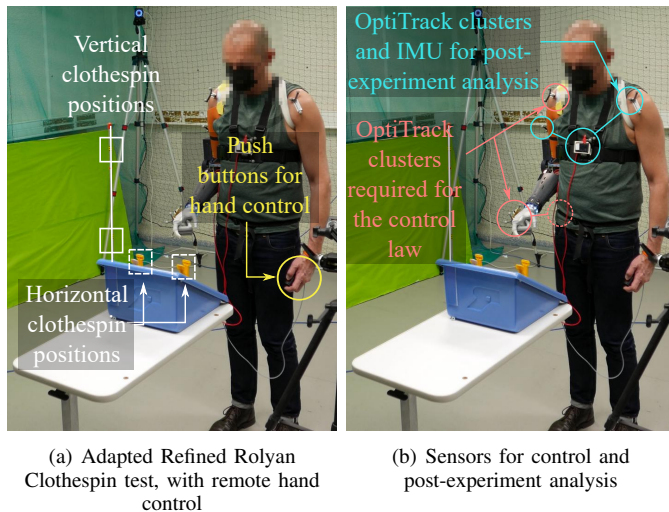 Vertical
clothespin
positions
Push
buttons for
hand control
Horizontal
clothespin
positions
OptiTrack clusters
and IMU for post-
experiment analysis
OptiTrack
clusters
required for
the control
law
(a) Adapted Refined Rolyan
Clothespin test, with remote hand
control
(b) Sensors for control and
post-experiment analysis